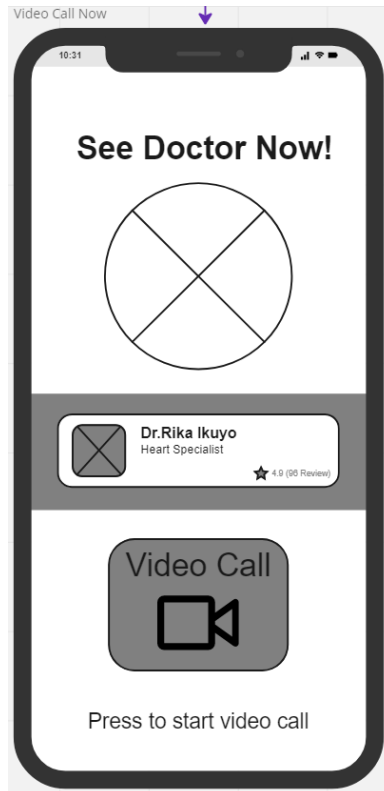 Video Call Now
10:31
See Doctor Now!
Dr.Rika Ikuyo
Heart Specialist
4.9 (96 Review)
Video Call
Press to start video call